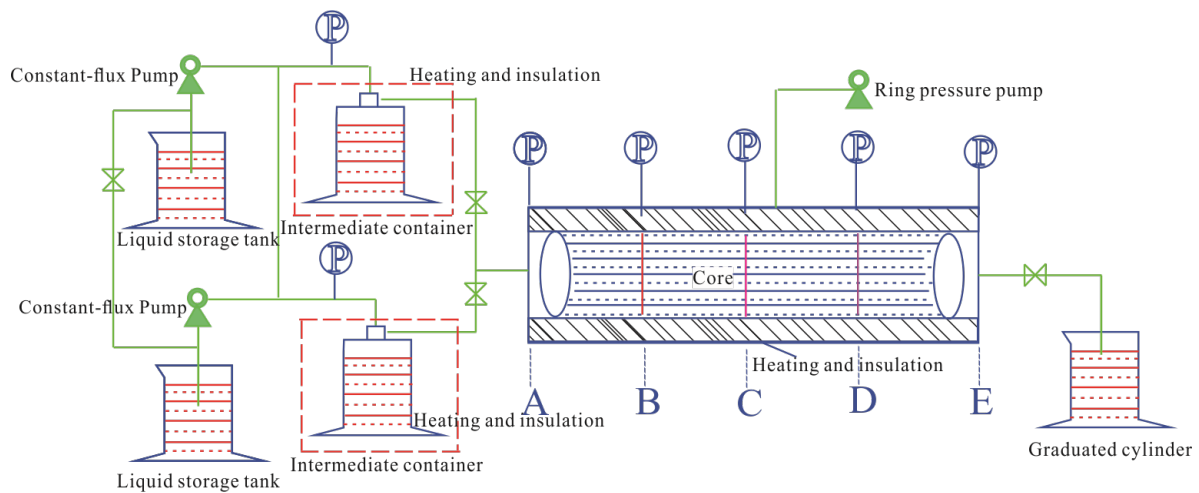 P
Constant-flux Pump
Heating and insulation
Ring pressure pump
P
P
P
P
P
Intermediate container
Liquid storage tank
P
Core
Constant-flux Pump
Heating and insulation
A
B
C
D
E
Heating and insulation
Intermediate container
Liquid storage tank
Graduated cylinder